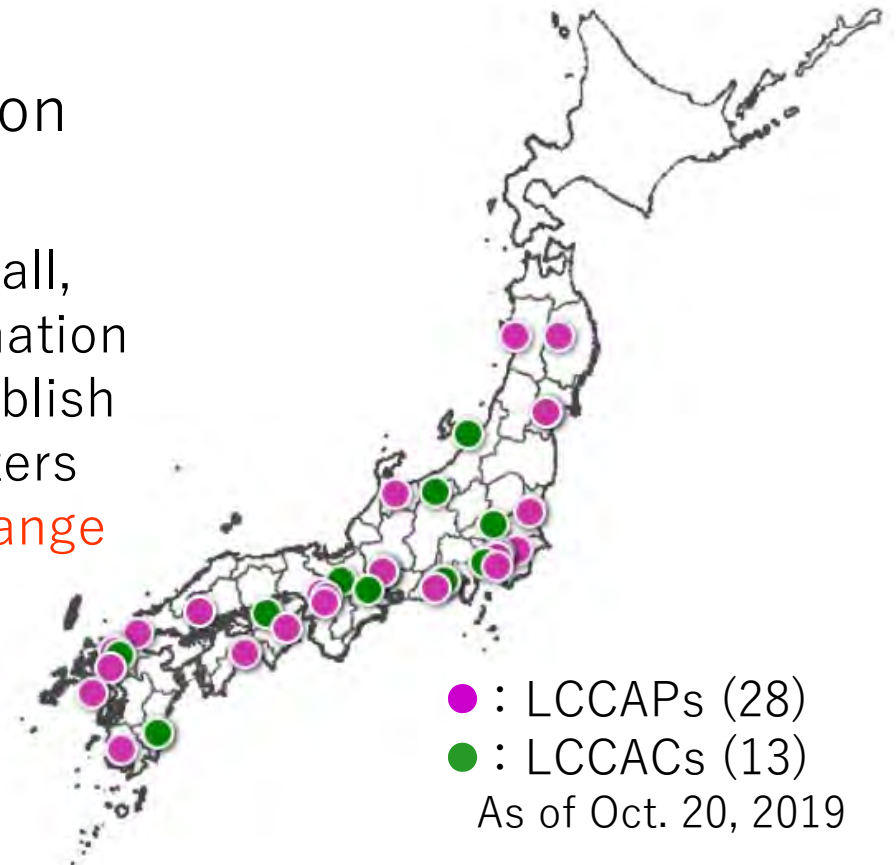 on
all,
nation
blish
ers
ange
: LCCAPs (28)
: LCCACs (13)
As of Oct. 20, 2019